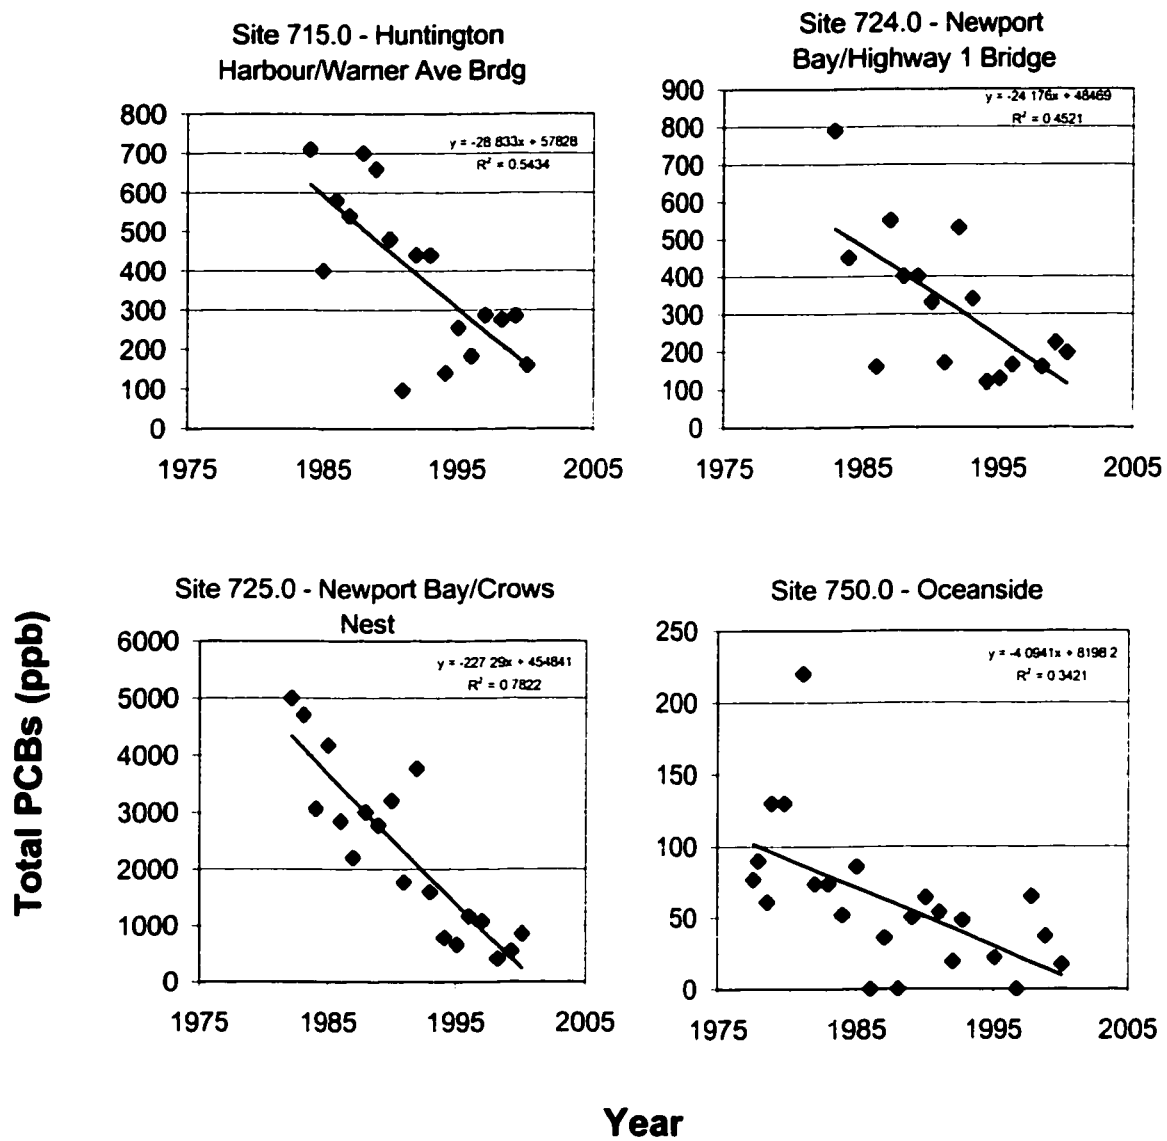 Site 715.0 - Huntington
Harbour/Warner Ave Brdg
y = -28 833x + 57828
R² = 0.5434
800
700
600
500
400
300
200
100
0
1975 1985 1995 2005
Site 724.0 - Newport
Bay/Highway 1 Bridge
y = -24 176x + 48469
R² = 0.4521
900
800
700
600
500
400
300
200
100
0
1975 1985 1995 2005
Total PCBs (ppb)
Site 725.0 - Newport Bay/Crows
Nest
y = -227 29x + 454841
R² = 0 7822
6000
5000
4000
3000
2000
1000
0
1975 1985 1995 2005
Site 750.0 - Oceanside
y = -4 0941x + 8198 2
R² = 0 3421
250
200
150
100
50
0
1975 1985 1995 2005
Year